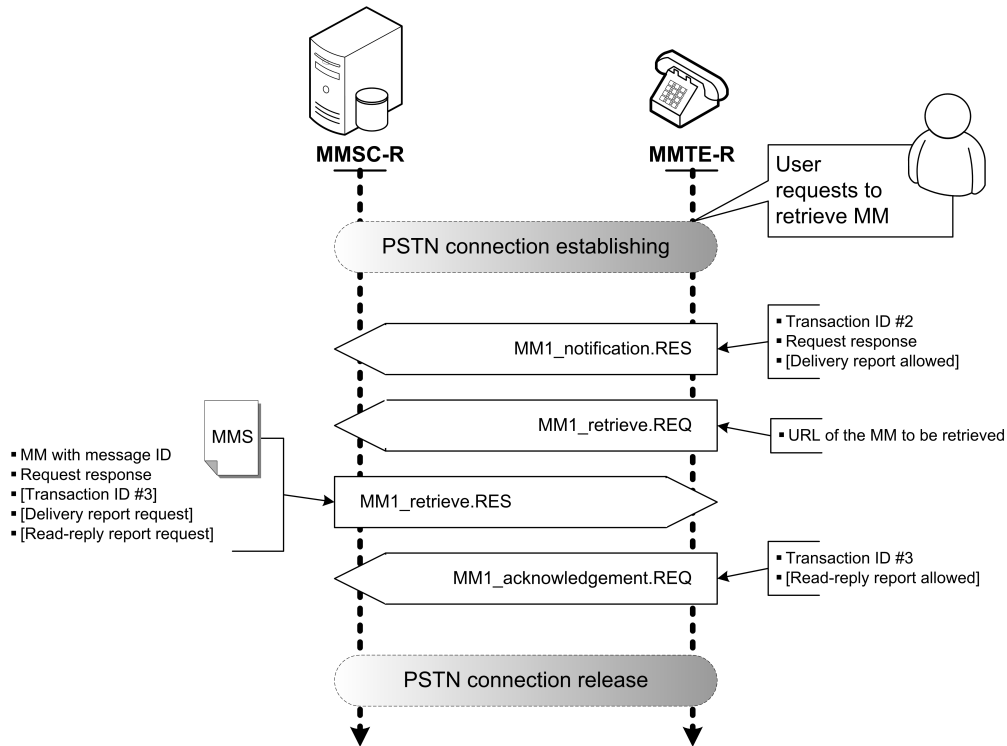 MMSC-R
MMTE-R
User
requests to
retrieve MM
PSTN connection establishing
MM1_notification.RES
▪ Transaction ID #2
▪ Request response
▪ [Delivery report allowed]
MM1_retrieve.REQ
▪ URL of the MM to be retrieved
MMS
▪ MM with message ID
▪ Request response
▪ [Transaction ID #3]
▪ [Delivery report request]
▪ [Read-reply report request]
MM1_retrieve.RES
MM1_acknowledgement.REQ
▪ Transaction ID #3
▪ [Read-reply report allowed]
PSTN connection release